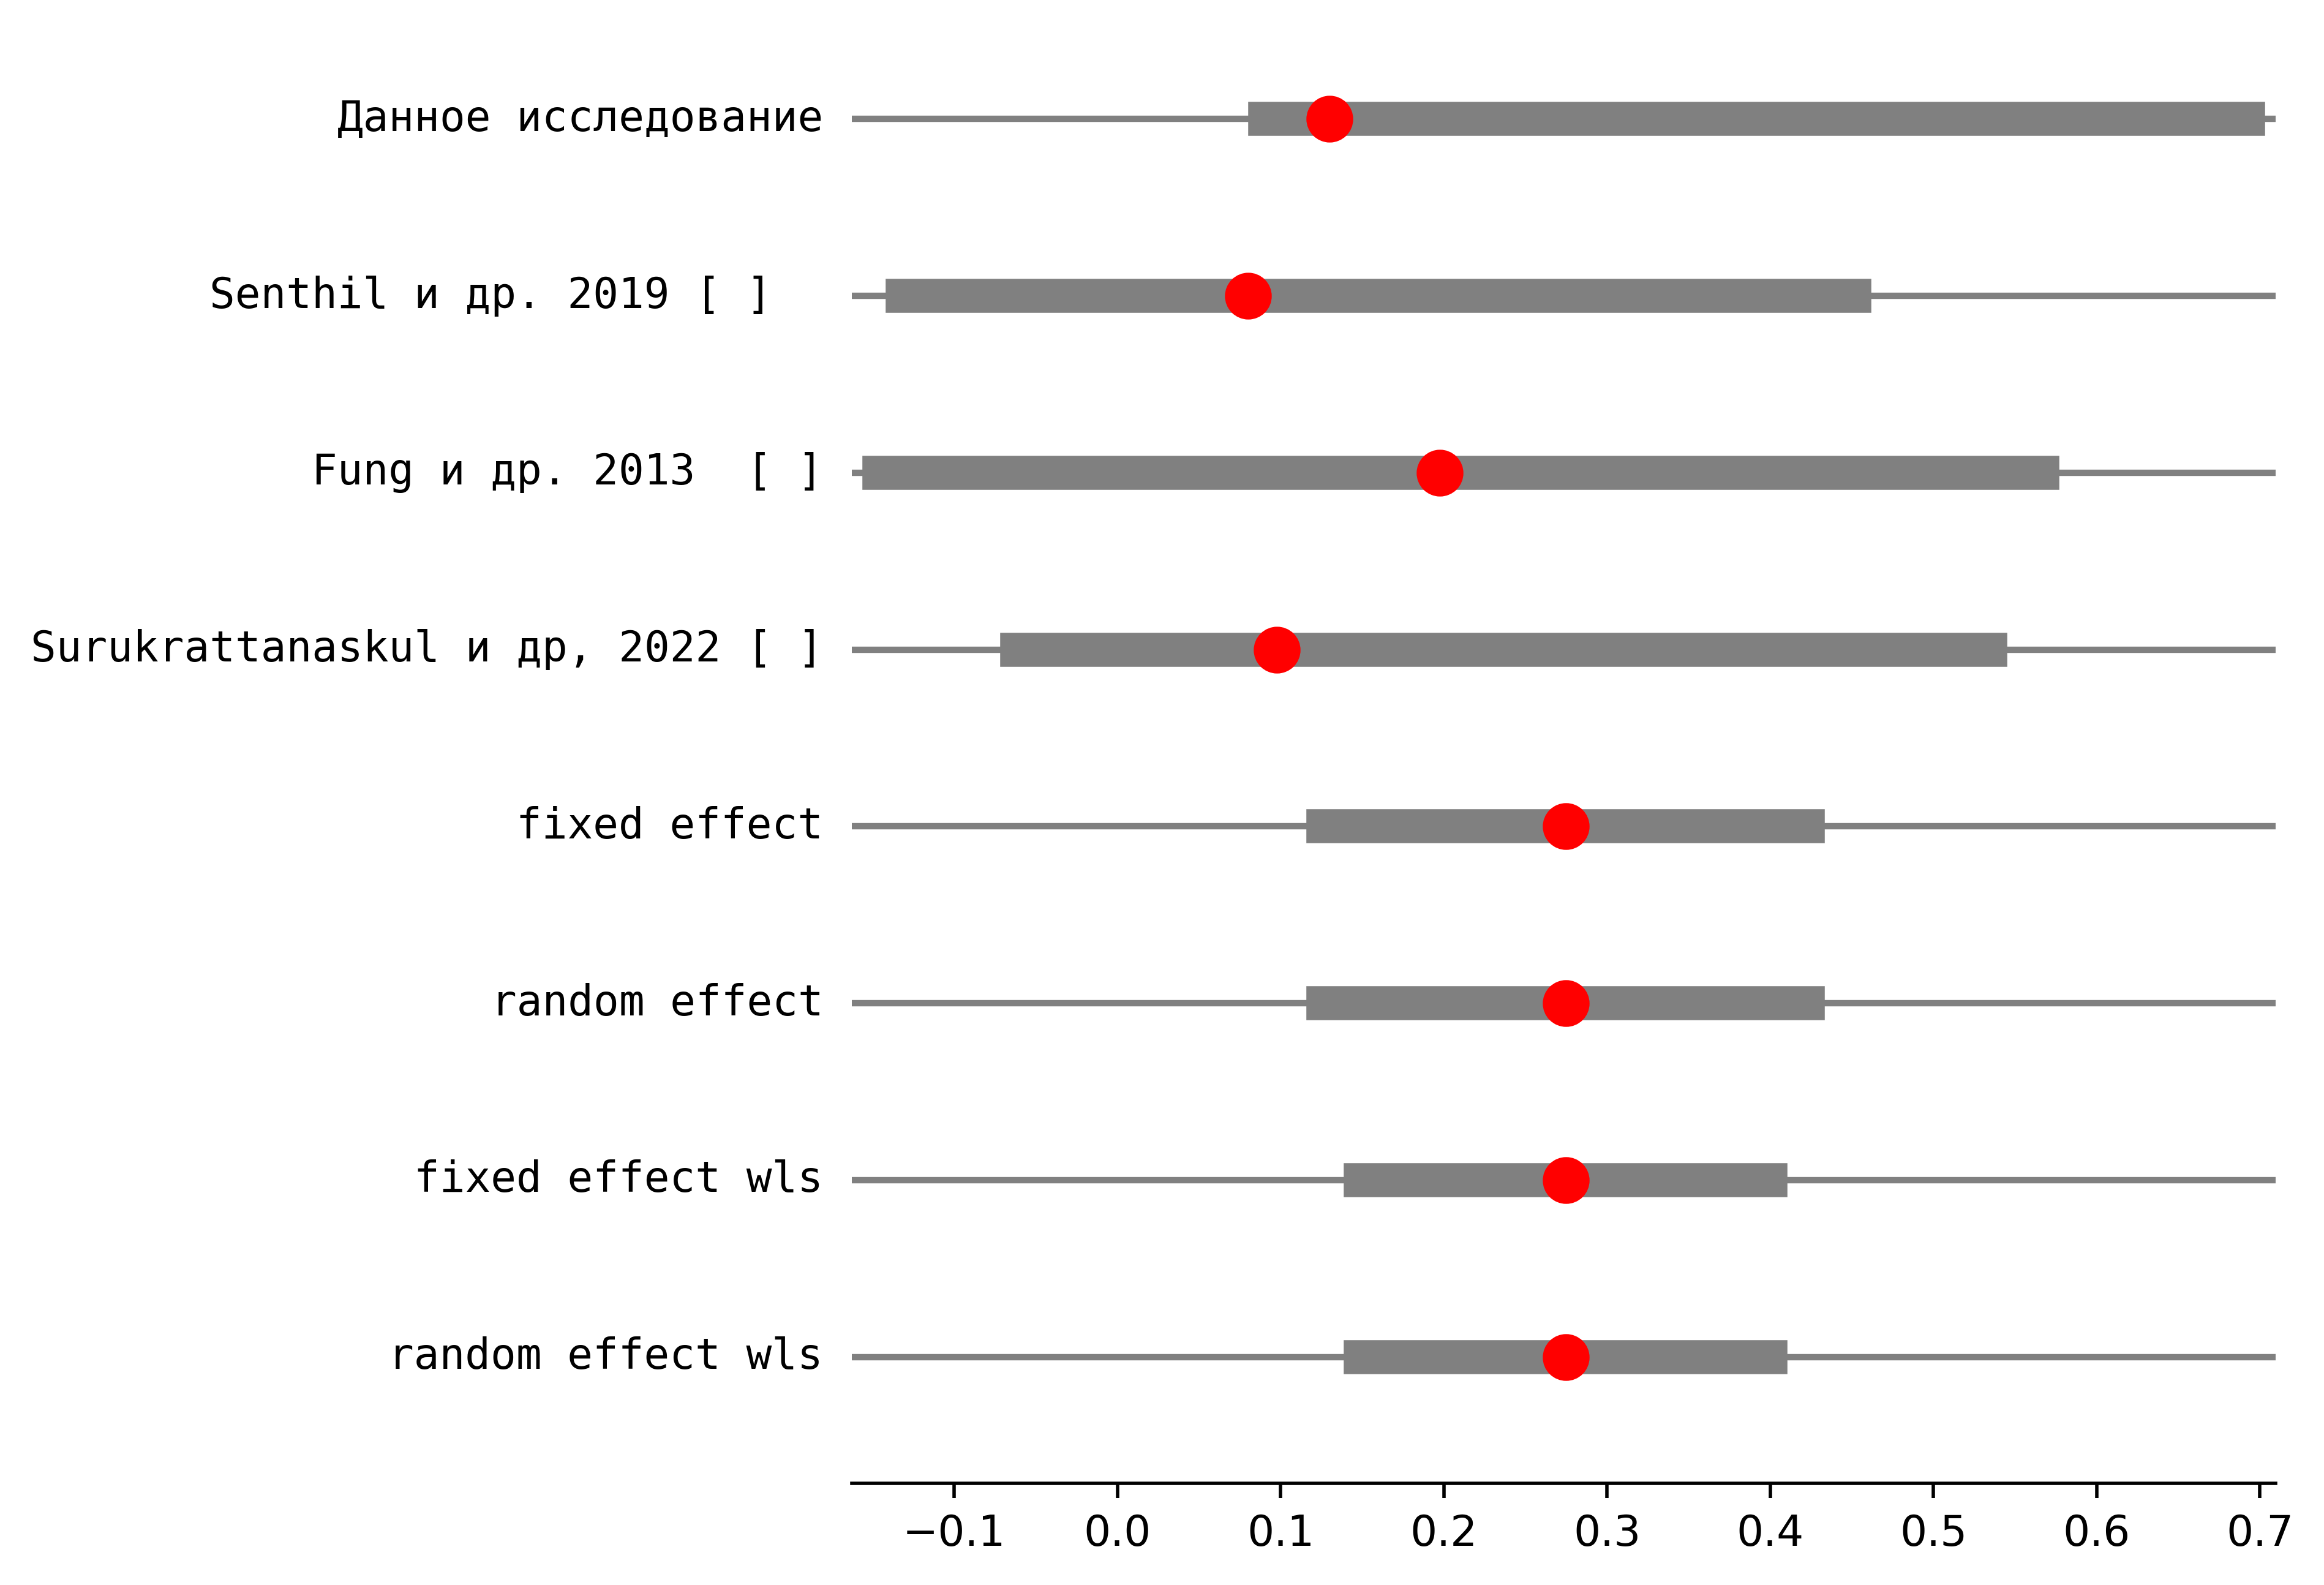 Данное исследование
Senthil и др. 2019 [ ]
Fung и др. 2013  [ ]
Surukrattanaskul и др, 2022 [ ]
fixed effect
random effect
fixed effect wls
random effect wls
−0.1 0.0 0.1 0.2 0.3 0.4 0.5 0.6 0.7